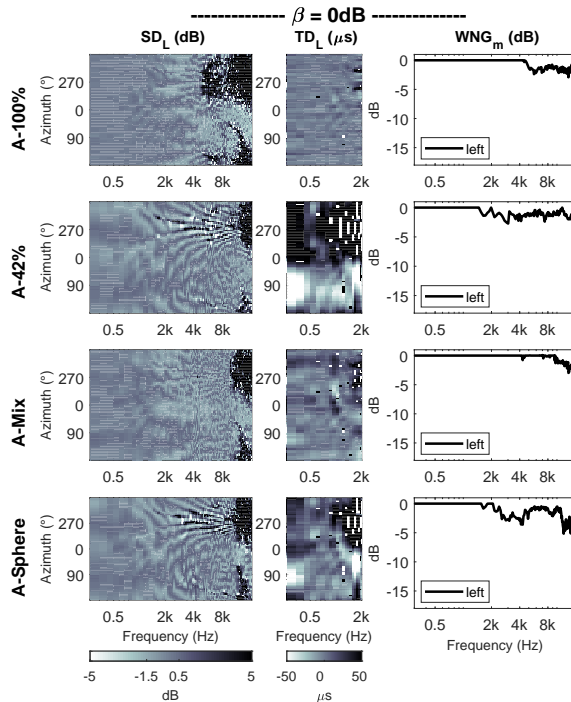 ---------------- β = 0dB ----------------
SD_L (dB) TD_L (μs) WNG_m (dB)
A-100%
Azimuth (°)
270
0
90
0.5 2k 4k 8k
270
0
90
0.5 2k
dB
0
-5
-10
-15
left
0.5 2k 4k 8k
A-42%
Azimuth (°)
270
0
90
0.5 2k 4k 8k
270
0
90
0.5 2k
dB
0
-5
-10
-15
left
0.5 2k 4k 8k
A-Mix
Azimuth (°)
270
0
90
0.5 2k 4k 8k
270
0
90
0.5 2k
dB
0
-5
-10
-15
left
0.5 2k 4k 8k
A-Sphere
Azimuth (°)
270
0
90
0.5 2k 4k 8k
270
0
90
0.5 2k
dB
0
-5
-10
-15
left
0.5 2k 4k 8k
Frequency (Hz) Frequency (Hz)
-5 -1.5 0.5 5
dB
-50 0 50
μs